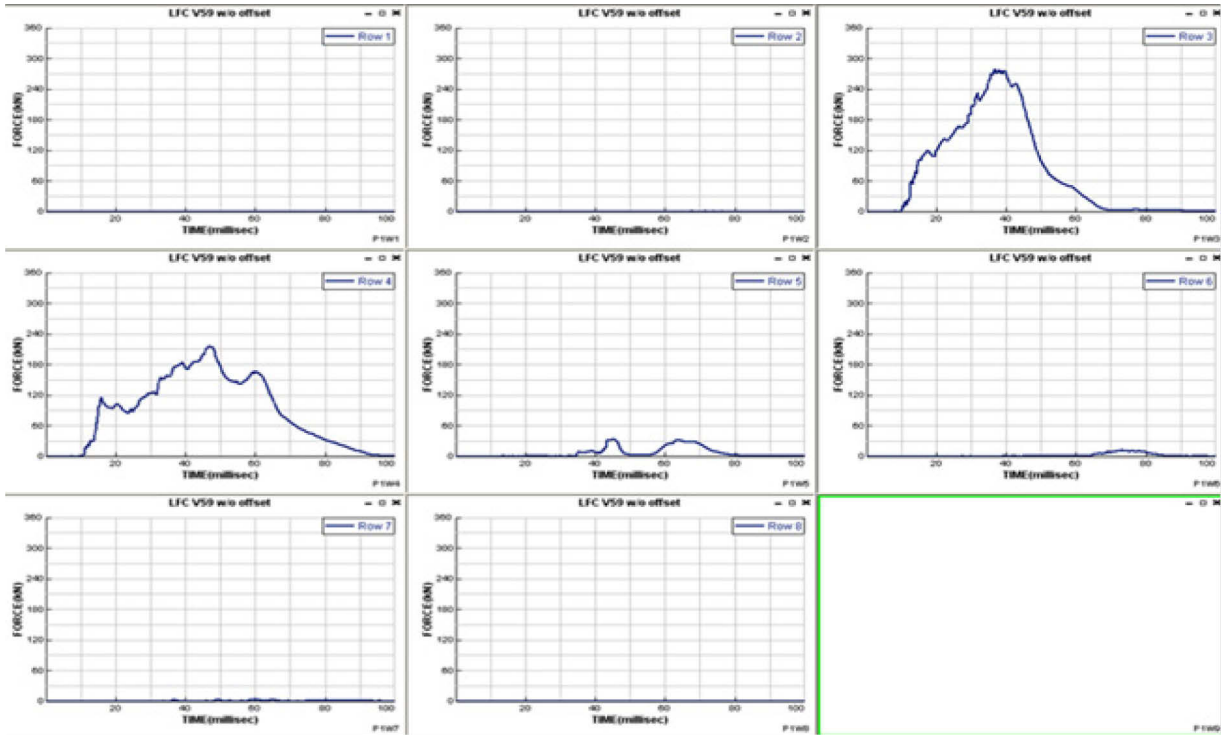 LFC V59 w/o offset
Row 1
FORCE(kN)
360
300
240
180
120
60
0
20
40
60
80
100
TIME(millisec)
P1W1
LFC V59 w/o offset
Row 2
FORCE(kN)
360
300
240
180
120
60
0
20
40
60
80
100
TIME(millisec)
P1W2
LFC V59 w/o offset
Row 3
FORCE(kN)
360
300
240
180
120
60
0
20
40
60
80
100
TIME(millisec)
P1W3
LFC V59 w/o offset
Row 4
FORCE(kN)
360
300
240
180
120
60
0
20
40
60
80
100
TIME(millisec)
P1W4
LFC V59 w/o offset
Row 5
FORCE(kN)
360
300
240
180
120
60
0
20
40
60
80
100
TIME(millisec)
P1W5
LFC V59 w/o offset
Row 6
FORCE(kN)
360
300
240
180
120
60
0
20
40
60
80
100
TIME(millisec)
P1W6
LFC V59 w/o offset
Row 7
FORCE(kN)
360
300
240
180
120
60
0
20
40
60
80
100
TIME(millisec)
P1W7
LFC V59 w/o offset
Row 8
FORCE(kN)
360
300
240
180
120
60
0
20
40
60
80
100
TIME(millisec)
P1W8
P1W9